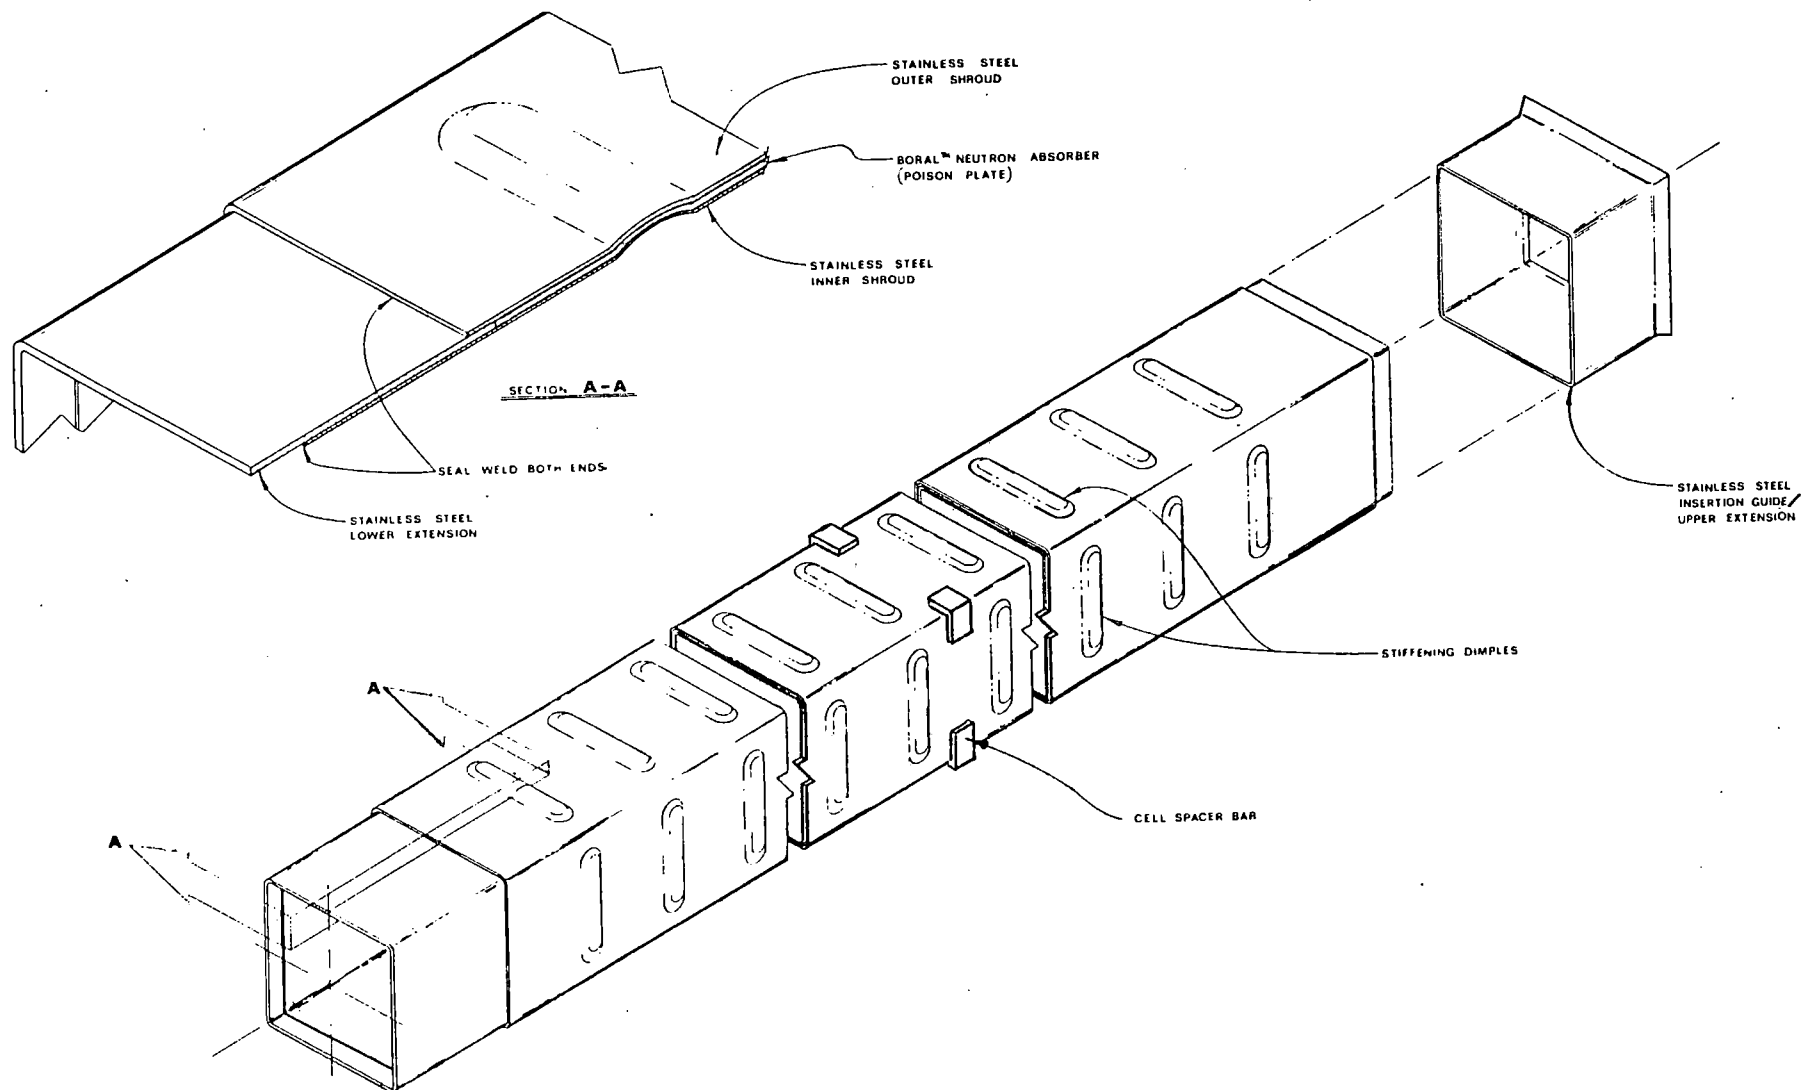 STAINLESS STEEL
OUTER SHROUD
BORAL™ NEUTRON ABSORBER
(POISON PLATE)
STAINLESS STEEL
INNER SHROUD
SECTION A-A
SEAL WELD BOTH ENDS
STAINLESS STEEL
LOWER EXTENSION
STAINLESS STEEL
INSERTION GUIDE/
UPPER EXTENSION
STIFFENING DIMPLES
A
CELL SPACER BAR
A